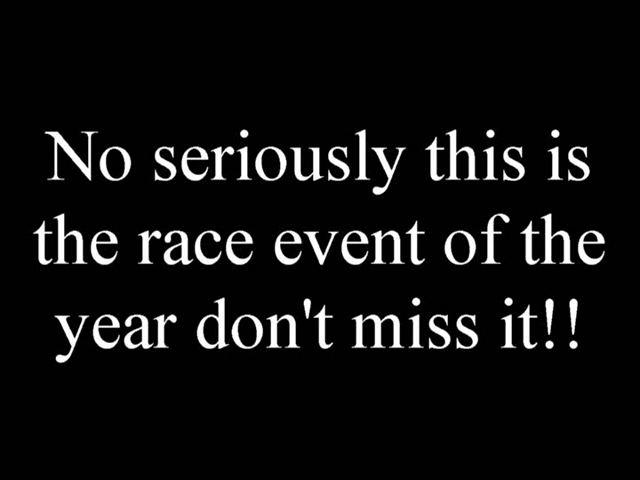 No seriously this is
the race event of the
year don't miss it!!